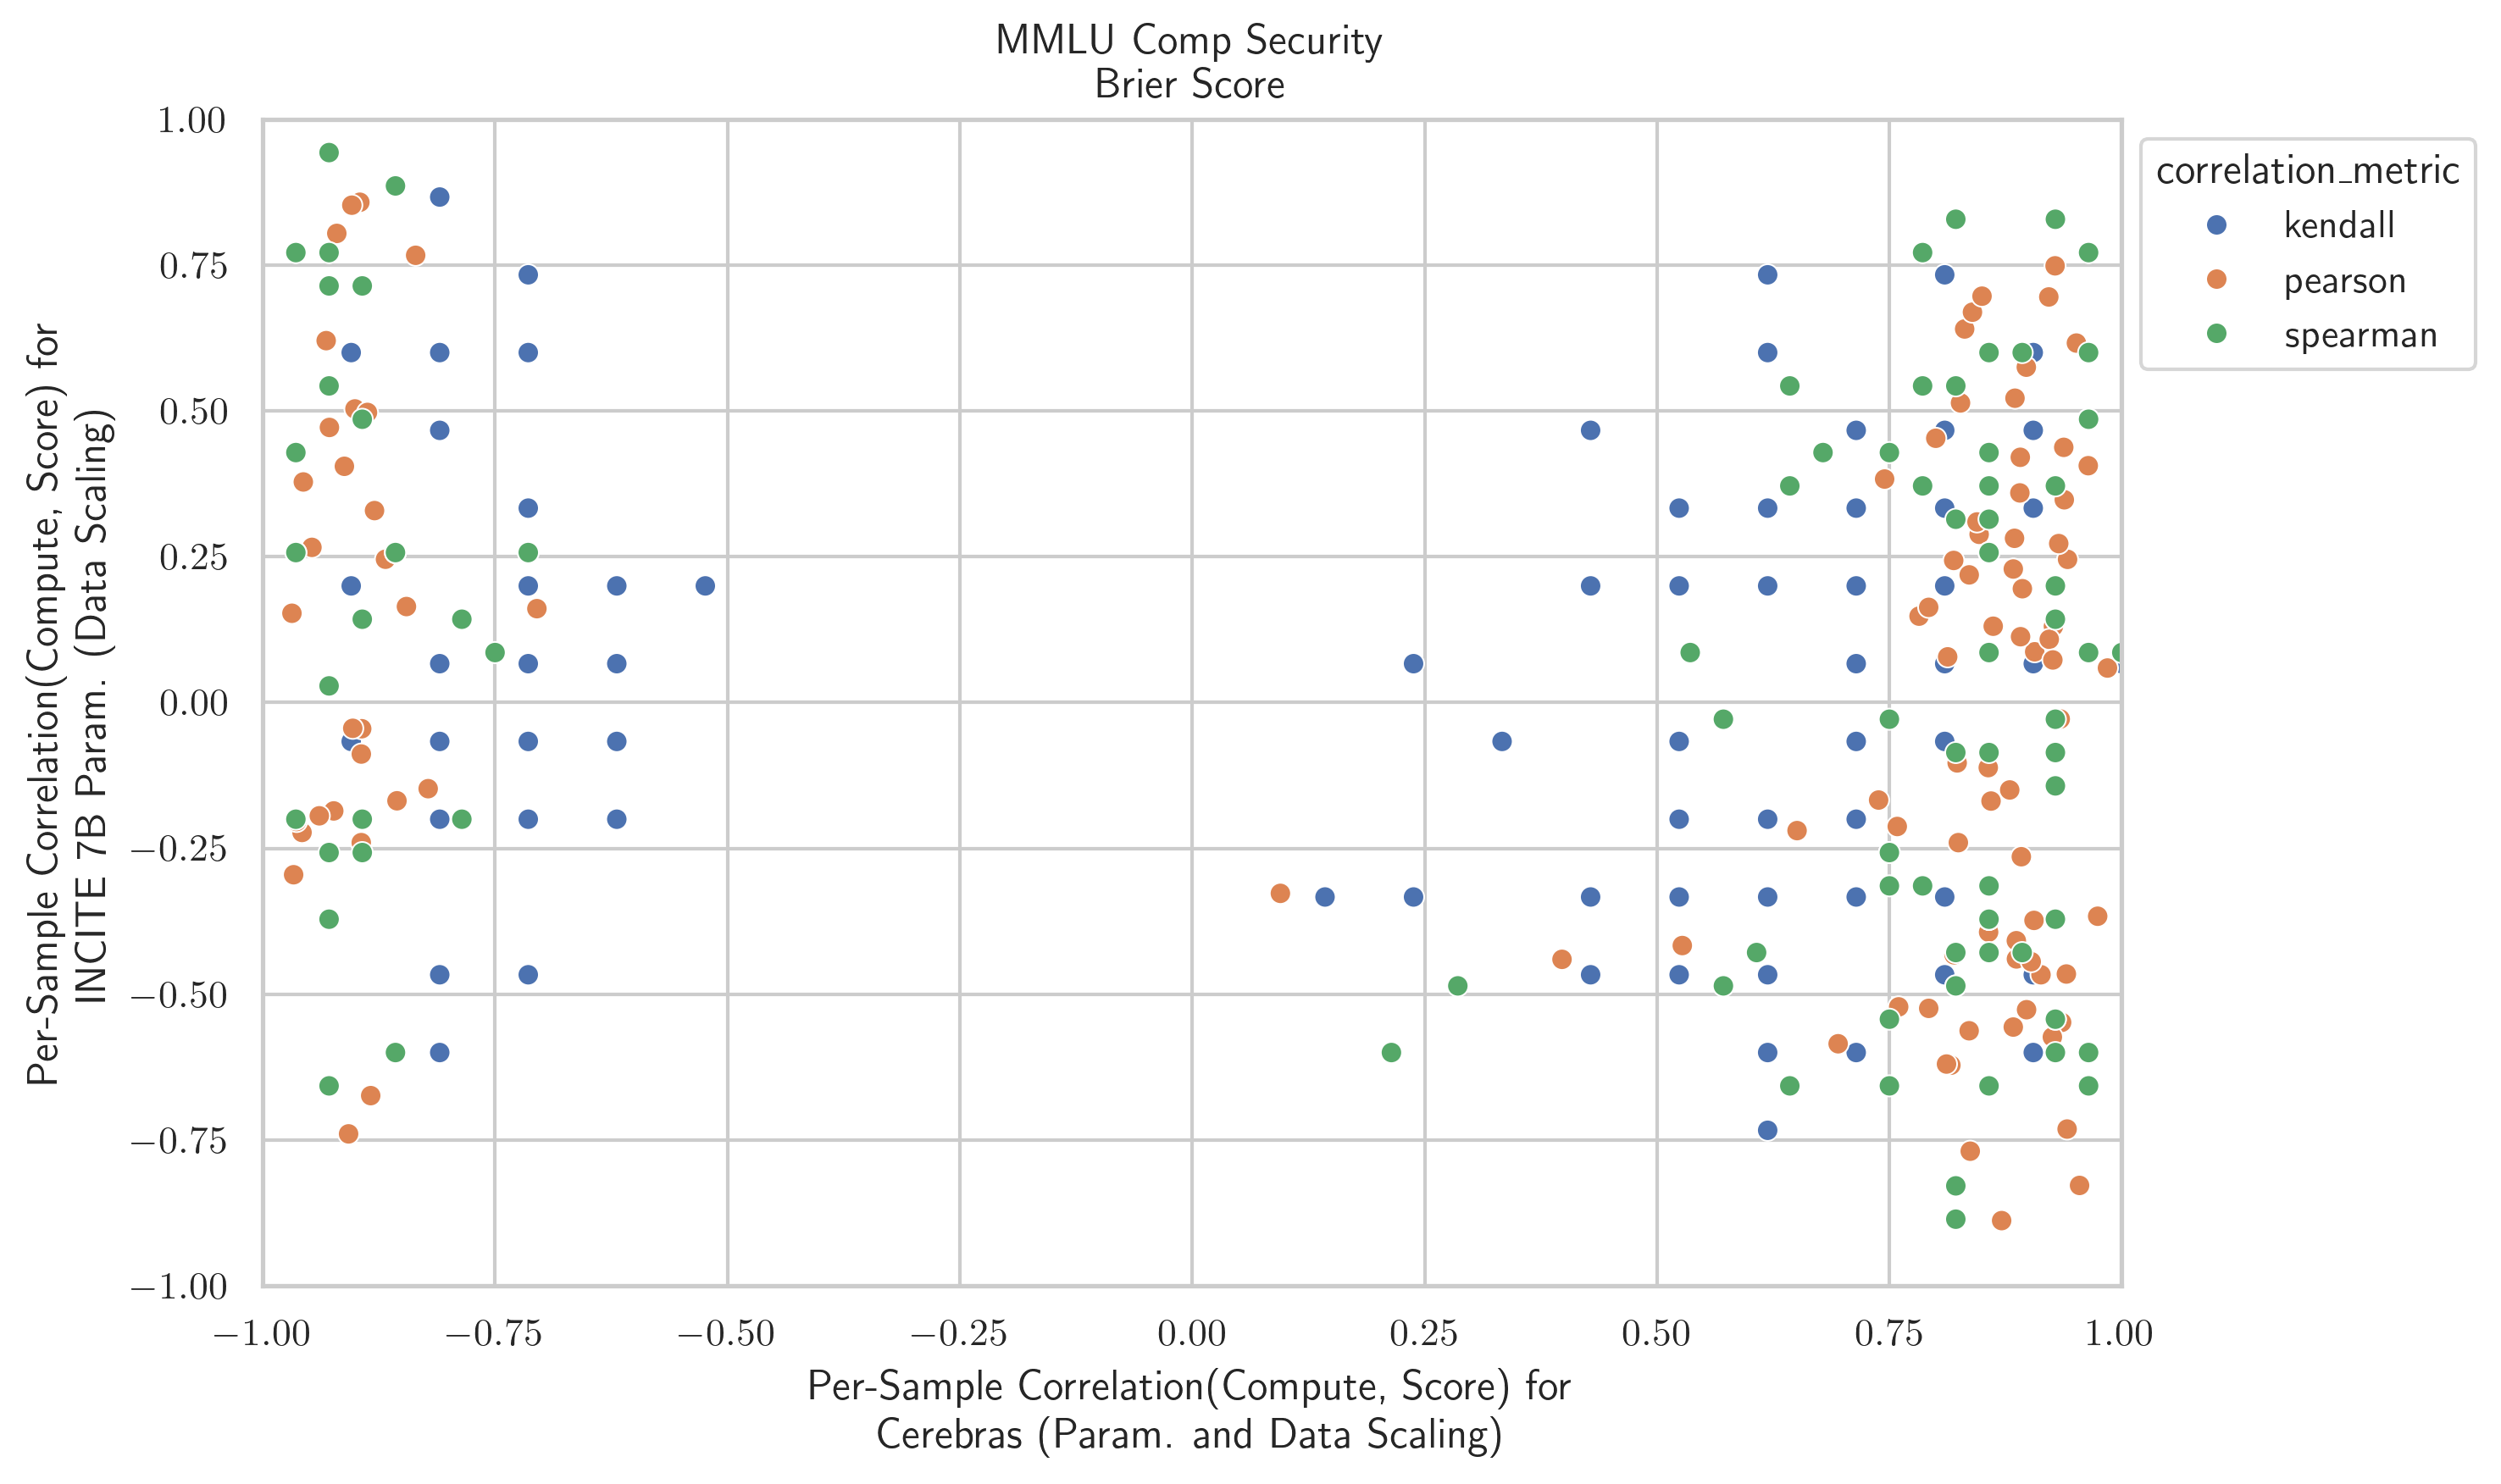 MMLU Comp Security
Brier Score
Per-Sample Correlation(Compute, Score) for
INCITE 7B Param. (Data Scaling)
1.00
0.75
0.50
0.25
0.00
−0.25
−0.50
−0.75
−1.00
−1.00 −0.75 −0.50 −0.25 0.00 0.25 0.50 0.75 1.00
Per-Sample Correlation(Compute, Score) for
Cerebras (Param. and Data Scaling)
correlation_metric
kendall
pearson
spearman